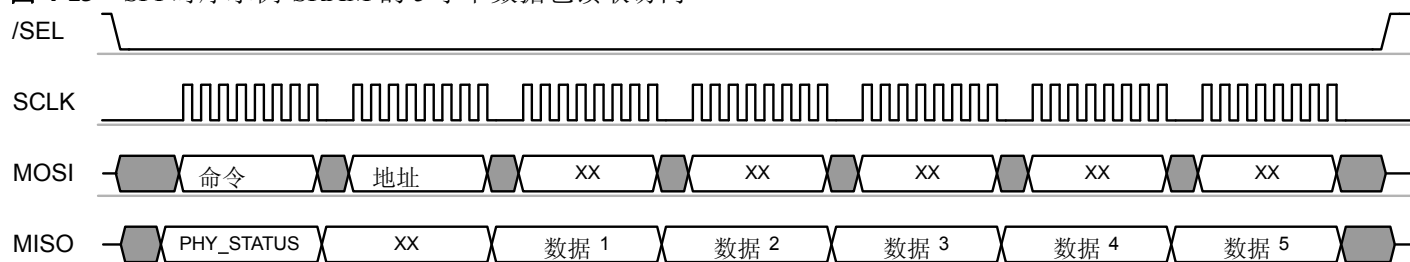 /SEL
SCLK
MOSI 命令 地址 XX XX XX XX XX
MISO PHY_STATUS XX 数据 1 数据 2 数据 3 数据 4 数据 5